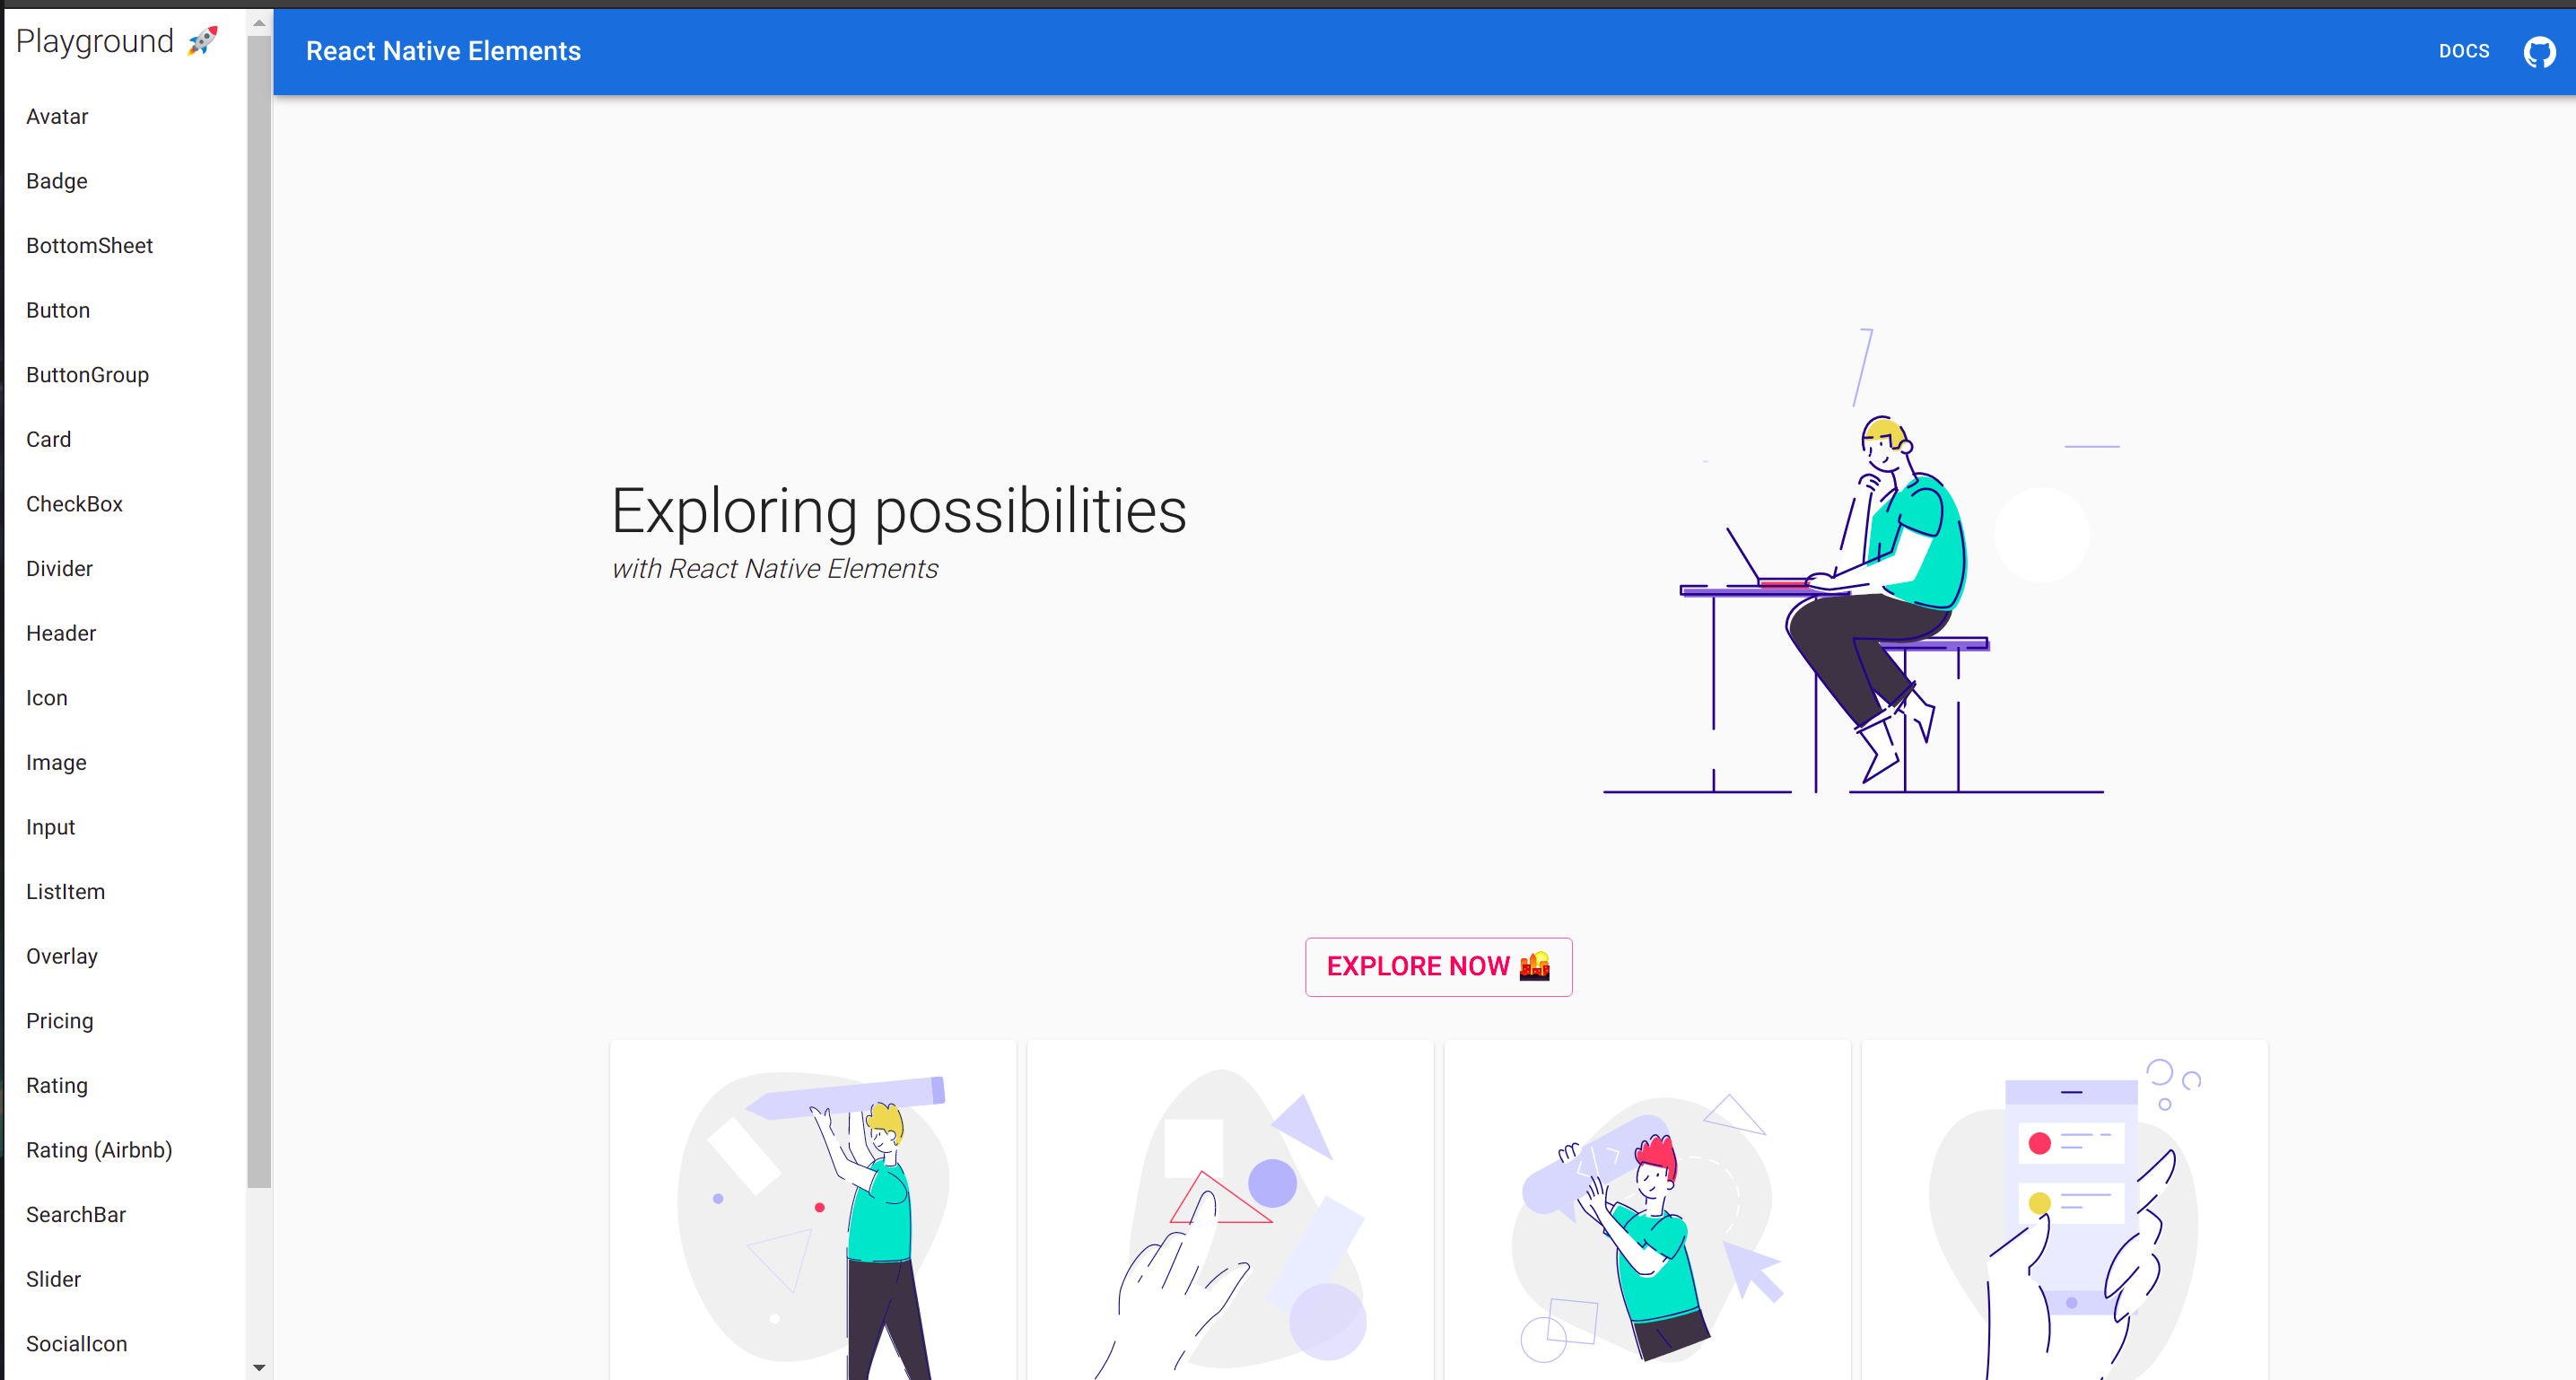 Playground 🚀
Avatar
Badge
BottomSheet
Button
ButtonGroup
Card
CheckBox
Divider
Header
Icon
Image
Input
ListItem
Overlay
Pricing
Rating
Rating (Airbnb)
SearchBar
Slider
SocialIcon
React Native Elements
DOCS
Exploring possibilities
with React Native Elements
EXPLORE NOW 🌇